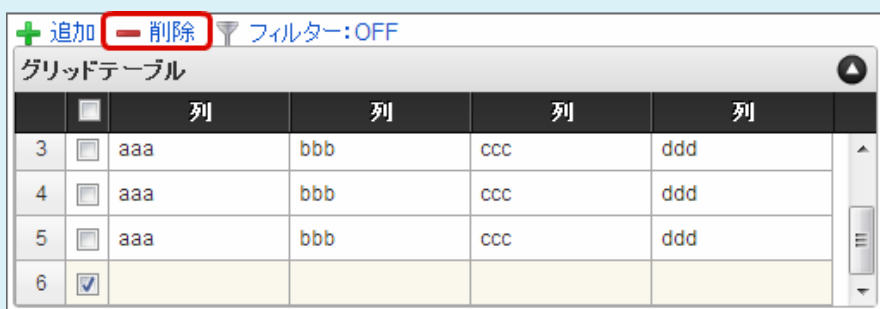 追加 削除 フィルター:OFF
グリッドテーブル
列 列 列 列
3 aaa bbb ccc ddd
4 aaa bbb ccc ddd
5 aaa bbb ccc ddd
6